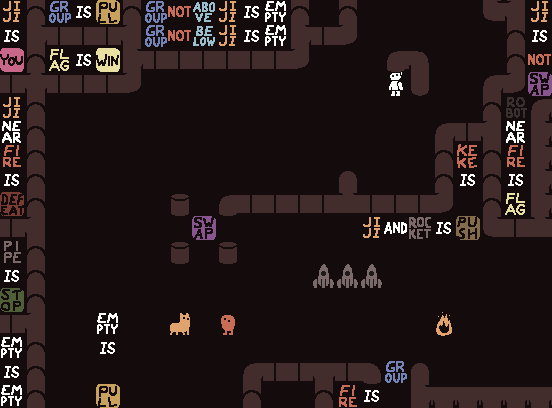 JIJI IS YOU
GROUP IS PULL
FLAG IS WIN
GROUP NOT ABOVE JIJI IS EMPTY
GROUP NOT BELOW JIJI IS EMPTY
JIJI IS NOT SWAP
JIJI NEAR FIRE IS DEFEAT
KEKE IS
ROBOT NEAR FIRE IS FLAG
SWAP
JIJI AND ROCKET IS PUSH
PIPE IS STOP
EMPTY IS EMPTY
EMPTY IS PULL
GROUP
FIRE IS